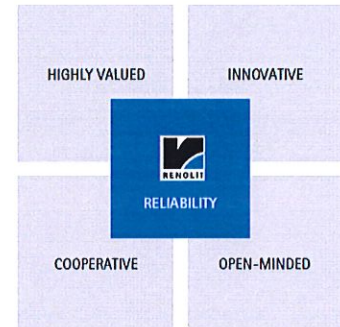 HIGHLY VALUED
INNOVATIVE
RENOLIT
RELIABILITY
COOPERATIVE
OPEN-MINDED